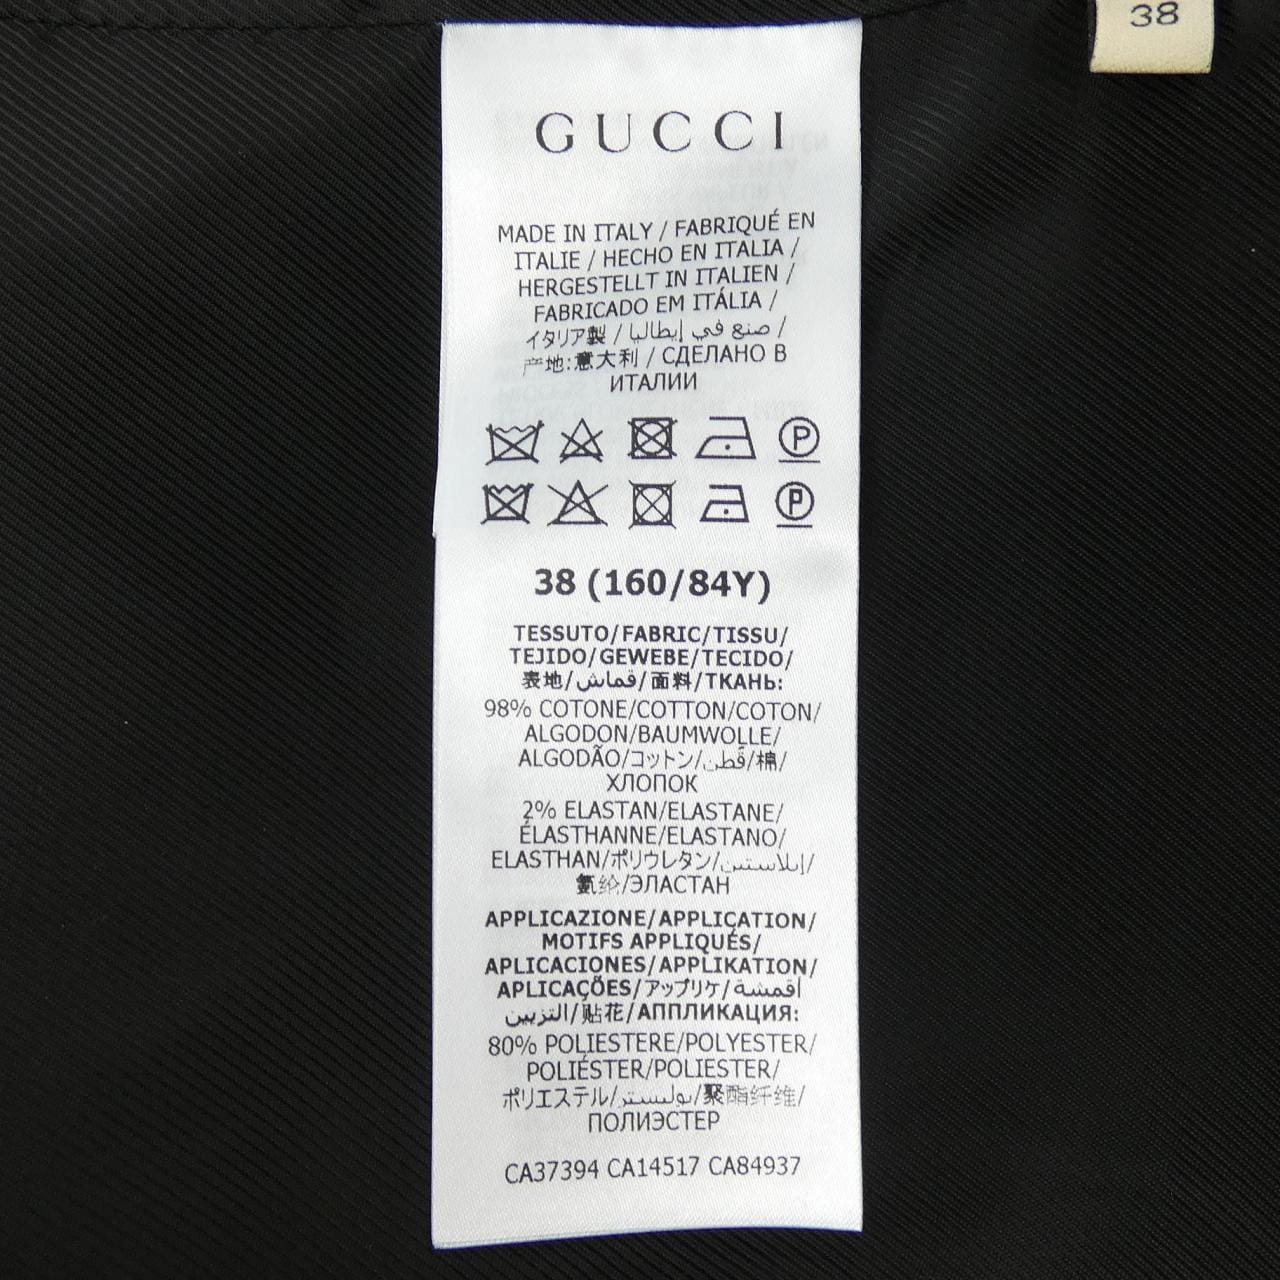 38
GUCCI
MADE IN ITALY / FABRIQUÉ EN
ITALIE / HECHO EN ITALIA /
HERGESTELLT IN ITALIEN /
FABRICADO EM ITÁLIA /
イタリア製 / صنع في إيطاليا /
产地:意大利 / СДЕЛАНО В
ИТАЛИИ
P
P
38 (160/84Y)
TESSUTO/FABRIC/TISSU/
TEJIDO/GEWEBE/TECIDO/
表地/قماش/面料/ТКАНЬ:
98% COTONE/COTTON/COTON/
ALGODON/BAUMWOLLE/
ALGODÃO/コットン/قطن/棉/
ХЛОПОК
2% ELASTAN/ELASTANE/
ÉLASTHANNE/ELASTANO/
ELASTHAN/ポリウレタン/إيلاستين/
氨纶/ЭЛАСТАН
APPLICAZIONE/APPLICATION/
MOTIFS APPLIQUÉS/
APLICACIONES/APPLIKATION/
APLICAÇÕES/アップリケ/أقمشة
التزيين/贴花/АППЛИКАЦИЯ:
80% POLIESTERE/POLYESTER/
POLIÉSTER/POLIESTER/
ポリエステル/بوليستر/聚酯纤维/
ПОЛИЭСТЕР
CA37394 CA14517 CA84937